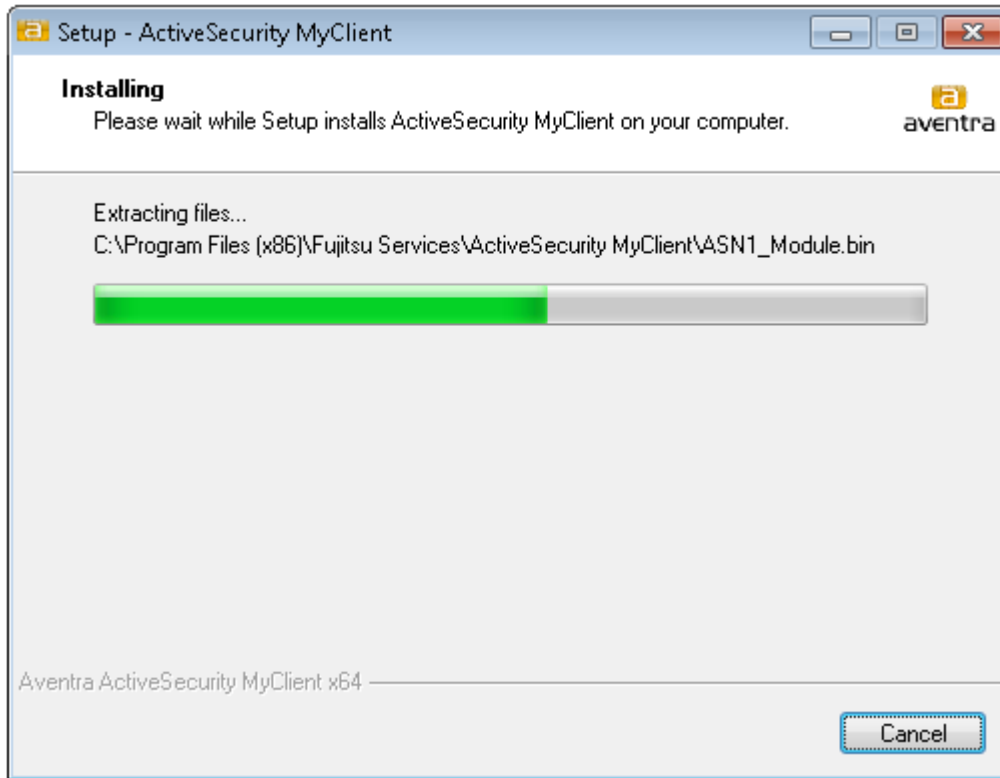 Setup - ActiveSecurity MyClient
Installing
Please wait while Setup installs ActiveSecurity MyClient on your computer.
a
aventra
Extracting files...
C:\Program Files (x86)\Fujitsu Services\ActiveSecurity MyClient\ASN1_Module.bin
Aventra ActiveSecurity MyClient x64
Cancel